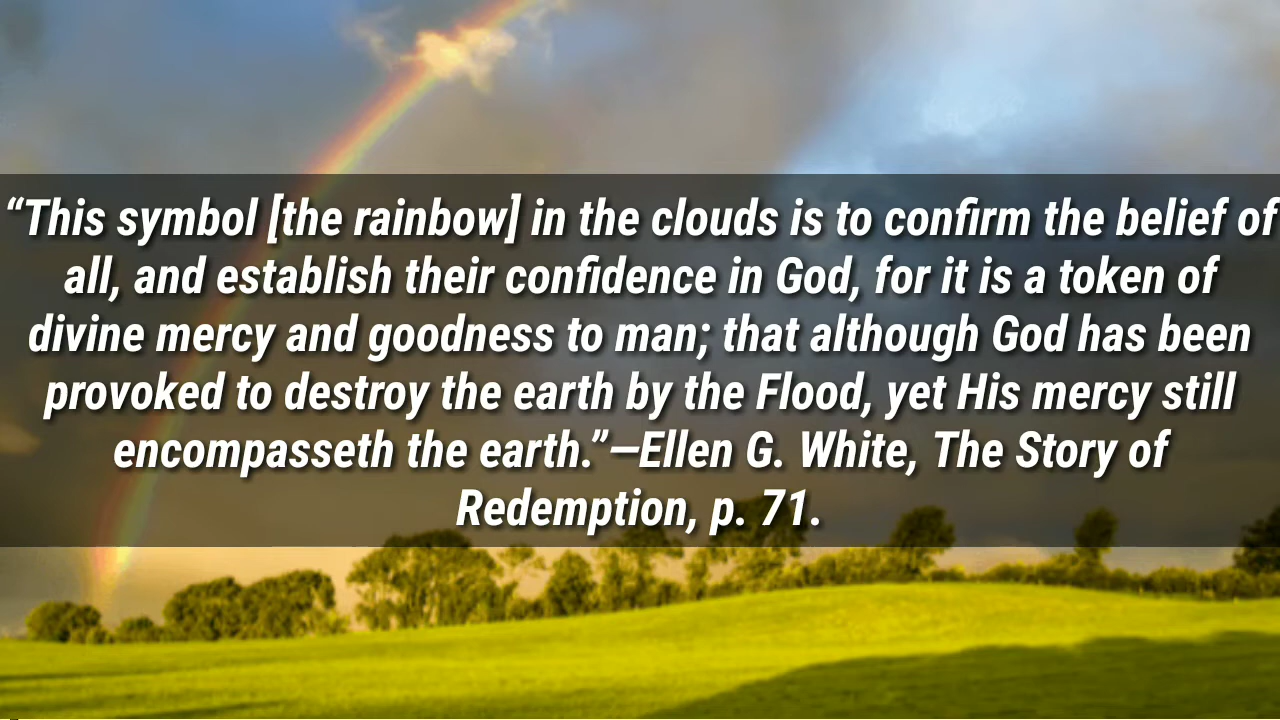 “This symbol [the rainbow] in the clouds is to confirm the belief of
all, and establish their confidence in God, for it is a token of
divine mercy and goodness to man; that although God has been
provoked to destroy the earth by the Flood, yet His mercy still
encompasseth the earth.”—Ellen G. White, The Story of
Redemption, p. 71.